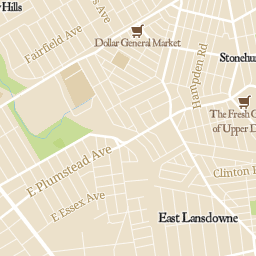 Hills
Fairfield Ave
s Ave
Dollar General Market
Hampden Rd
Stonehu
The Fresh G
of Upper D
E Plumstead Ave
Clinton
E Essex Ave
East Lansdowne